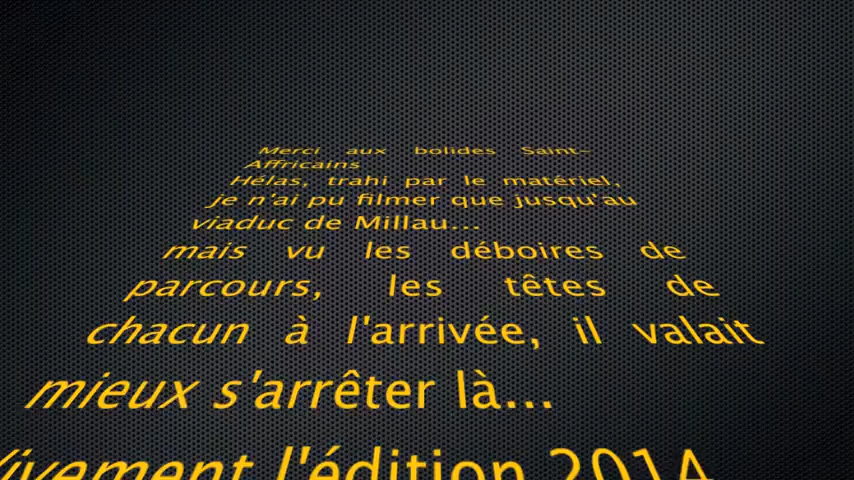 Merci aux bolides Saint-
Affricains
Hélas, trahi par le matériel,
je n'ai pu filmer que jusqu'au
viaduc de Millau...
mais vu les déboires de
parcours, les têtes de
chacun à l'arrivée, il valait
mieux s'arrêter là...
Vivement l'édition 2014